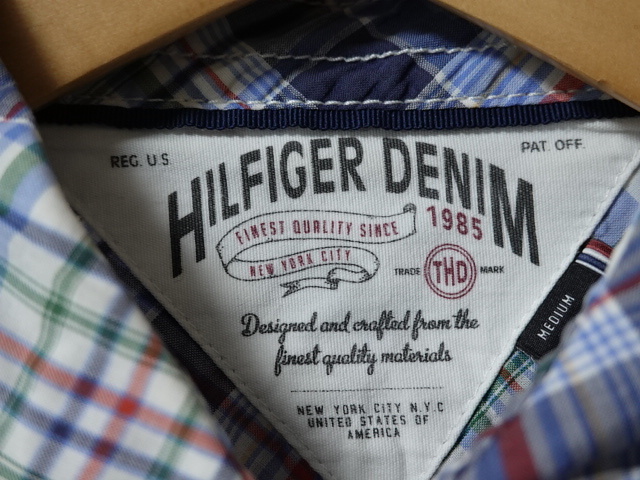 REG. U.S.
PAT. OFF.
HILFIGER DENIM
FINEST QUALITY SINCE
1985
NEW YORK CITY
TRADE THD MARK
MEDIUM
Designed and crafted from the
finest quality materials
NEW YORK CITY N.Y.C
UNITED STATES OF
AMERICA